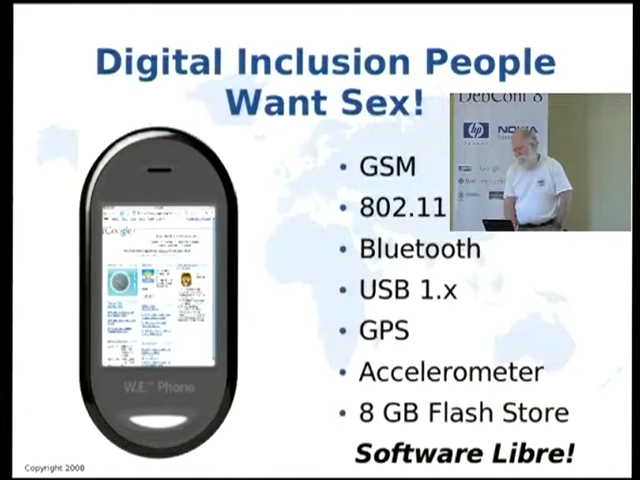 Digital Inclusion People
Want Sex!
DebConf 8
hp
NOKIA
• GSM
• 802.11
• Bluetooth
• USB 1.x
• GPS
• Accelerometer
• 8 GB Flash Store
Software Libre!
Google
W.E.™ Phone
Copyright 2008